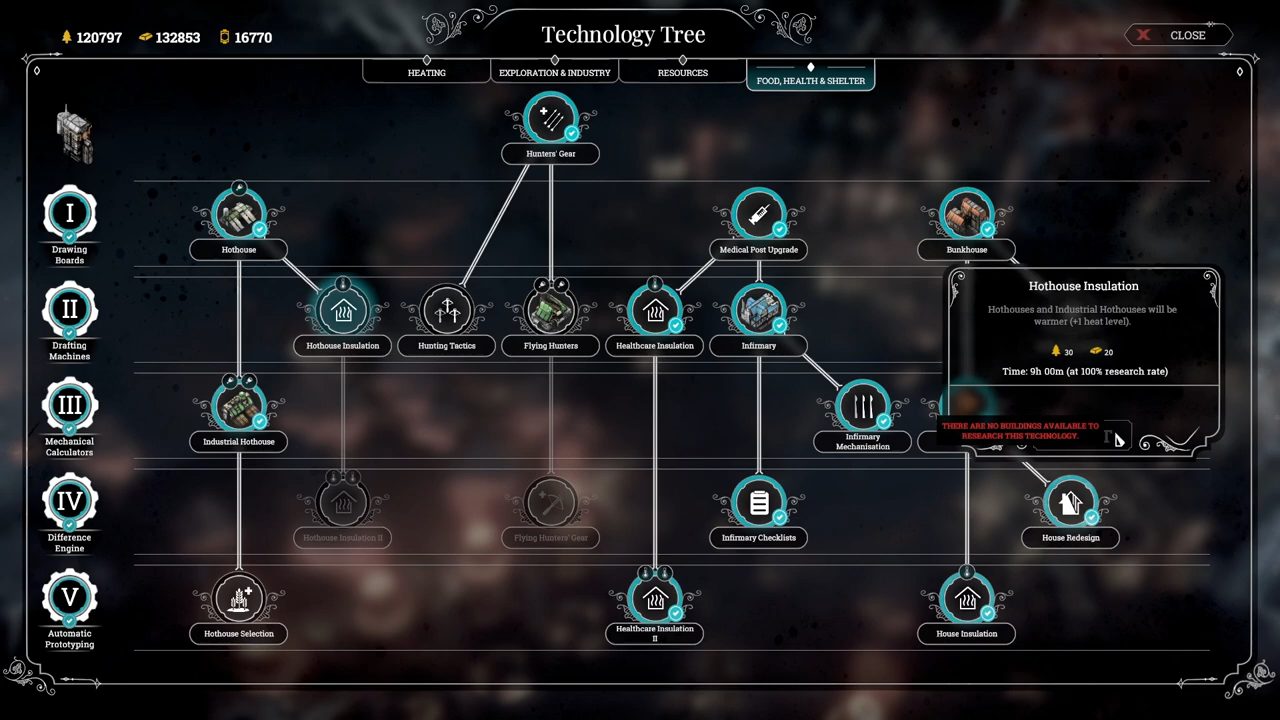 120797 132853 16770
Technology Tree
CLOSE
HEATING
EXPLORATION & INDUSTRY
RESOURCES
FOOD, HEALTH & SHELTER
Hunters' Gear
I
Drawing
Boards
Hothouse
Medical Post Upgrade
Bunkhouse
II
Drafting
Machines
Hothouse Insulation
Hunting Tactics
Flying Hunters
Healthcare Insulation
Infirmary
Hothouse Insulation
Hothouses and Industrial Hothouses will be
warmer (+1 heat level).
30 20
Time: 9h 00m (at 100% research rate)
THERE ARE NO BUILDINGS AVAILABLE TO
RESEARCH THIS TECHNOLOGY.
III
Mechanical
Calculators
Industrial Hothouse
Infirmary
Mechanisation
IV
Difference
Engine
Hothouse Insulation II
Flying Hunters' Gear
Infirmary Checklists
House Redesign
V
Automatic
Prototyping
Hothouse Selection
Healthcare Insulation
II
House Insulation